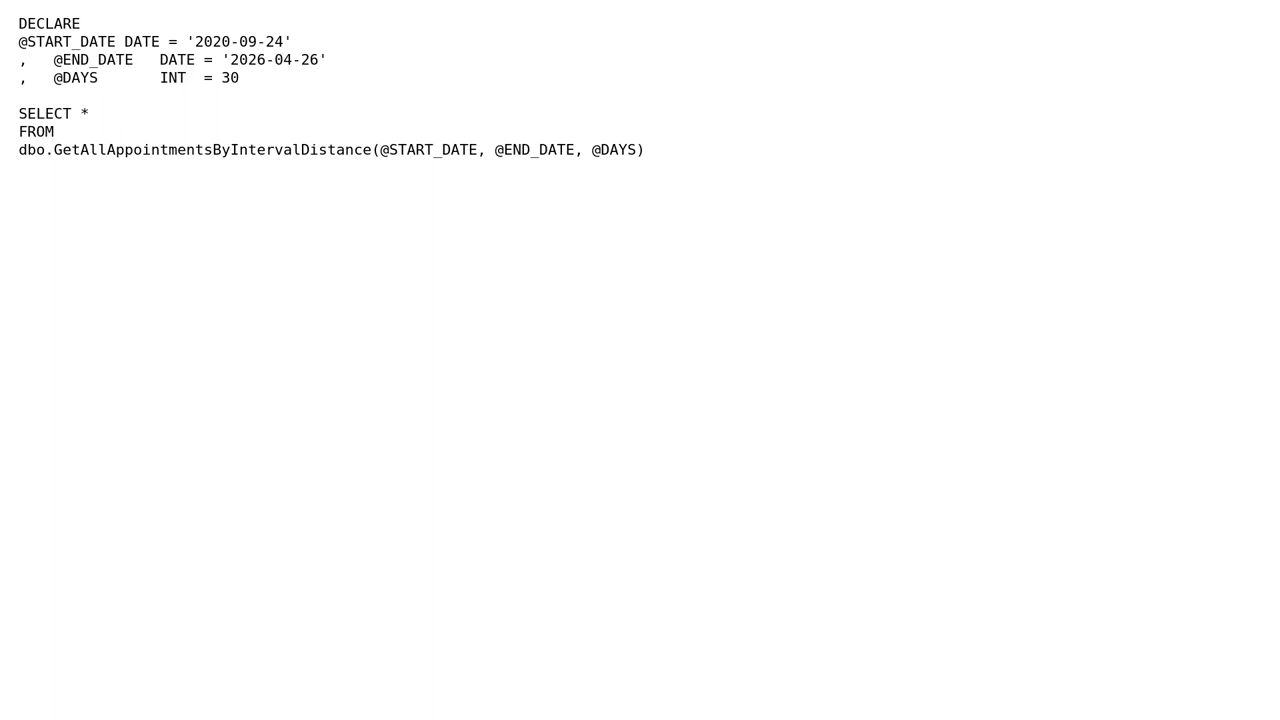 DECLARE
@START_DATE DATE = '2020-09-24'
,   @END_DATE   DATE = '2026-04-26'
,   @DAYS       INT  = 30

SELECT *
FROM
dbo.GetAllAppointmentsByIntervalDistance(@START_DATE, @END_DATE, @DAYS)